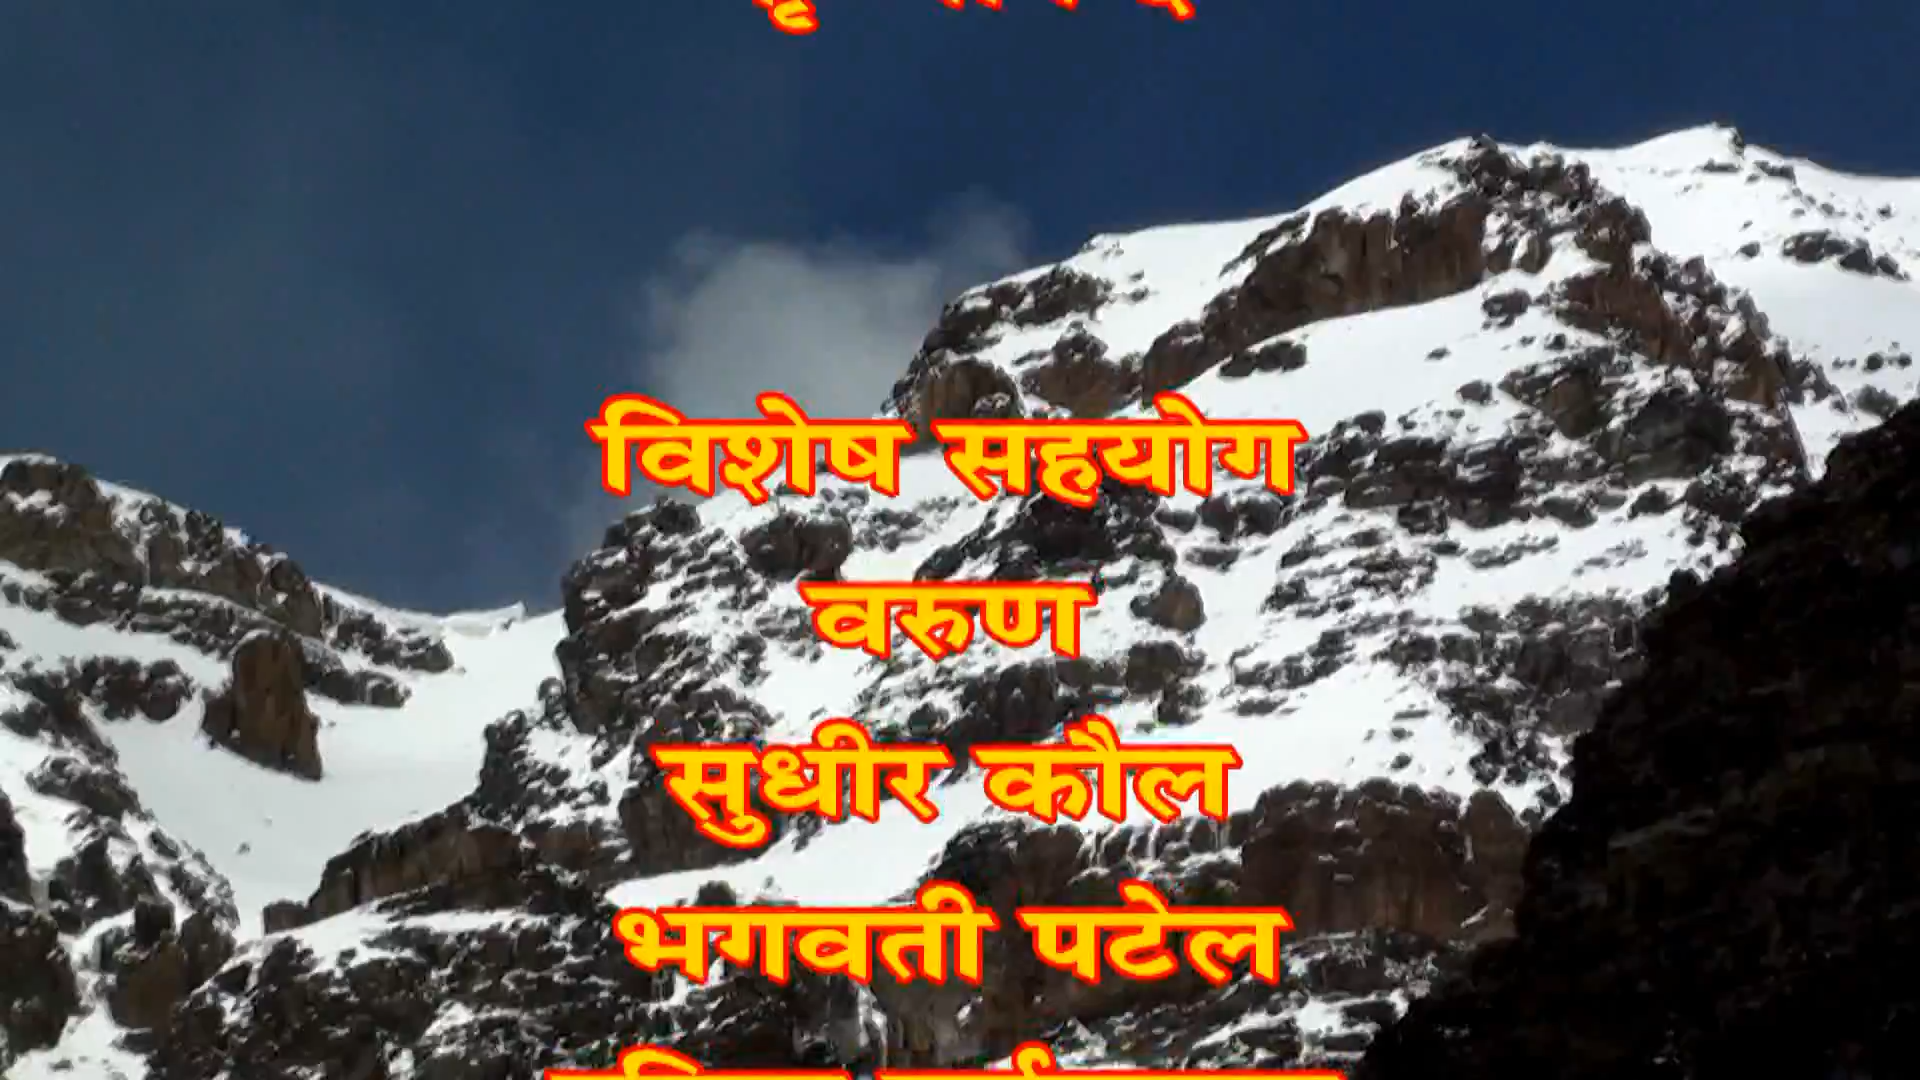 विशेष सहयोग
वरुण
सुधीर कौल
भगवती पटेल